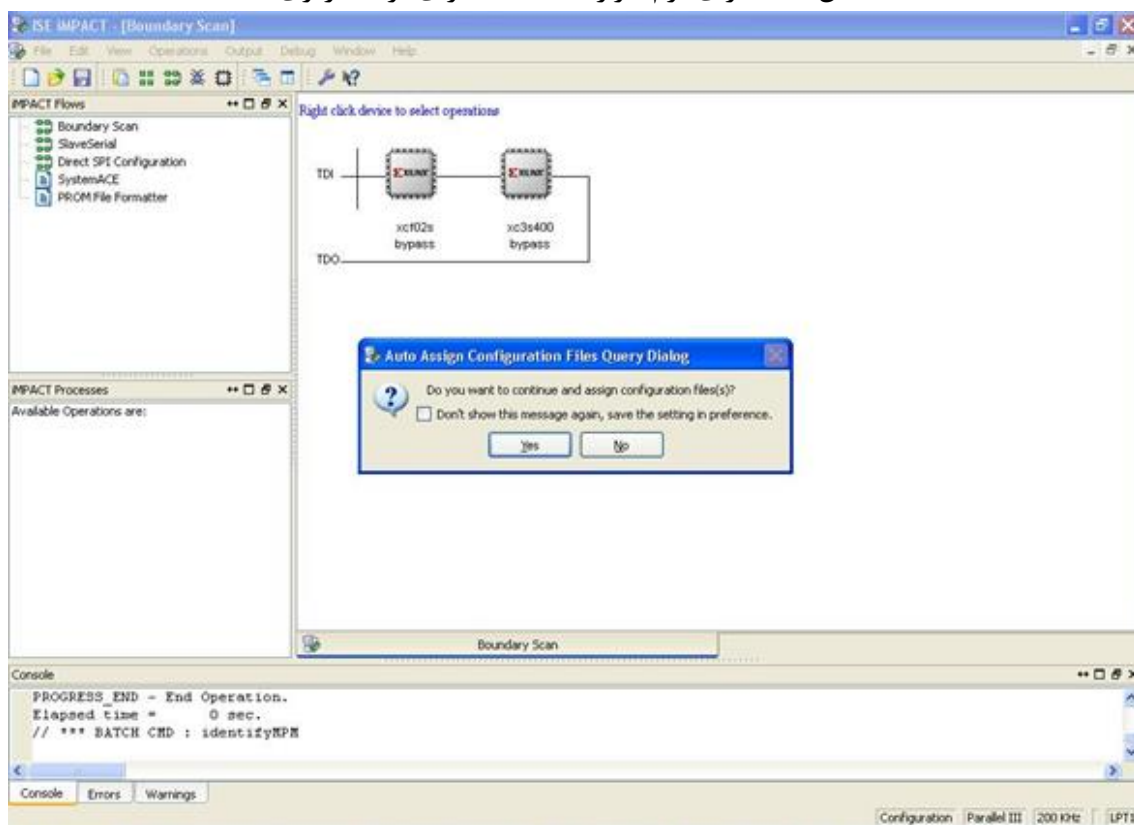 ISE iMPACT - [Boundary Scan]
File Edit View Operations Output Debug Window Help
iMPACT Flows
Boundary Scan
SlaveSerial
Direct SPI Configuration
SystemACE
PROM File Formatter
Right click device to select operations
TDI
XILINX
XILINX
xcf02s
bypass
xc3s400
bypass
TDO
Auto Assign Configuration Files Query Dialog
Do you want to continue and assign configuration files(s)?
Don't show this message again, save the setting in preference.
Yes
No
iMPACT Processes
Available Operations are:
Boundary Scan
Console
PROGRESS_END - End Operation.
Elapsed time = 0 sec.
// *** BATCH CMD : identifyMPM
Console Errors Warnings
Configuration Parallel III 200 KHz LPT1